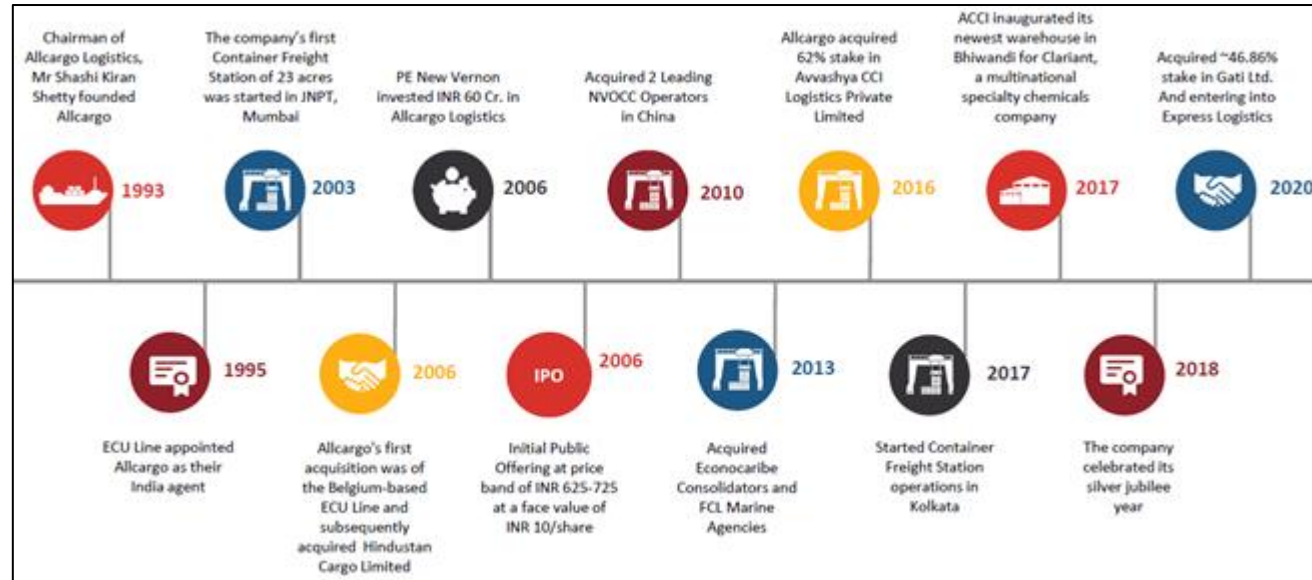 Chairman of
Allcargo Logistics,
Mr Shashi Kiran
Shetty founded
Allcargo
1993
The company's first
Container Freight
Station of 23 acres
was started in JNPT,
Mumbai
2003
PE New Vernon
invested INR 60 Cr. in
Allcargo Logistics
2006
Acquired 2 Leading
NVOCC Operators
in China
2010
Allcargo acquired
62% stake in
Avvashya CCI
Logistics Private
Limited
2016
ACCI inaugurated its
newest warehouse in
Bhiwandi for Clariant,
a multinational
specialty chemicals
company
2017
Acquired ~46.86%
stake in Gati Ltd.
And entering into
Express Logistics
2020
1995
ECU Line appointed
Allcargo as their
India agent
2006
Allcargo's first
acquisition was of
the Belgium-based
ECU Line and
subsequently
acquired Hindustan
Cargo Limited
IPO
2006
Initial Public
Offering at price
band of INR 625-725
at a face value of
INR 10/share
2013
Acquired
Econocaribe
Consolidators and
FCL Marine
Agencies
2017
Started Container
Freight Station
operations in
Kolkata
2018
The company
celebrated its
silver jubilee
year